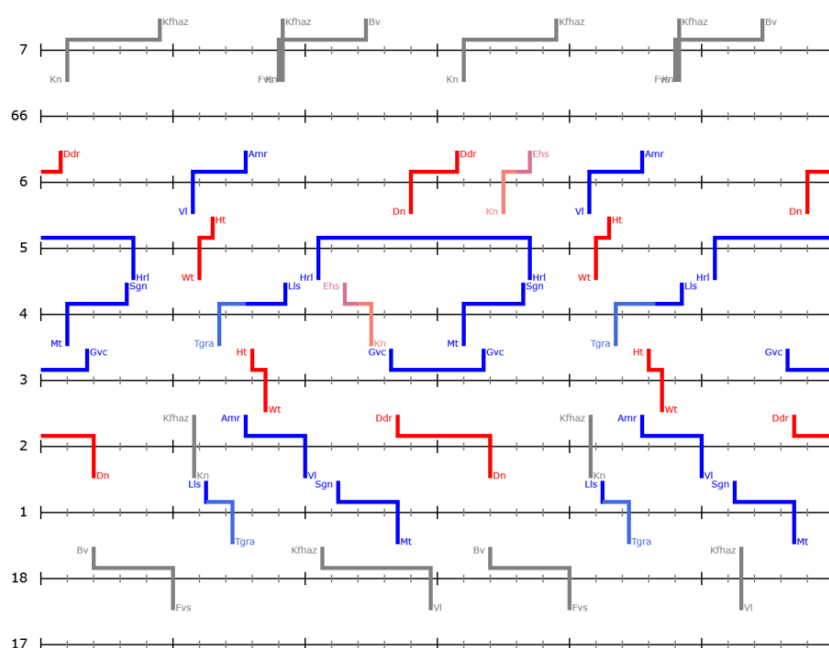 Kfhaz Kfhaz Bv Kfhaz Kfhaz Bv
7
Kn Fvs Kn Kn Fvs Kn
66
Ddr Amr Ddr Ehs Amr
6
Vl Dn Kn Vl Dn
Ht Ht
5
Hrl Wt Hrl Hrl Wt Hrl
Sgn Lls Ehs Sgn Lls
4
Mt Tgra Kn Mt Tgra
Gvc Ht Gvc Gvc Ht Gvc
3
Wt Wt
Kfhaz Amr Ddr Kfhaz Amr Ddr
2
Dn Kn Vl Dn Kn Vl
Lls Sgn Lls Sgn
1
Tgra Mt Tgra Mt
Bv Kfhaz Bv Kfhaz
18
Fvs Vl Fvs Vl
17